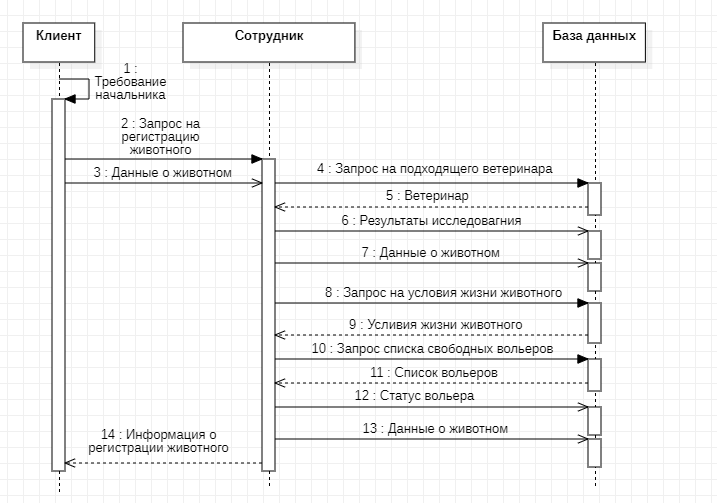 Клиент
Сотрудник
База данных
1 :
Требование
начальника
2 : Запрос на
регистрацию
животного
3 : Данные о животном
4 : Запрос на подходящего ветеринара
5 : Ветеринар
6 : Результаты исследовагния
7 : Данные о животном
8 : Запрос на условия жизни животного
9 : Усливия жизни животного
10 : Запрос списка свободных вольеров
11 : Список вольеров
12 : Статус вольера
13 : Данные о животном
14 : Информация о
регистрации животного